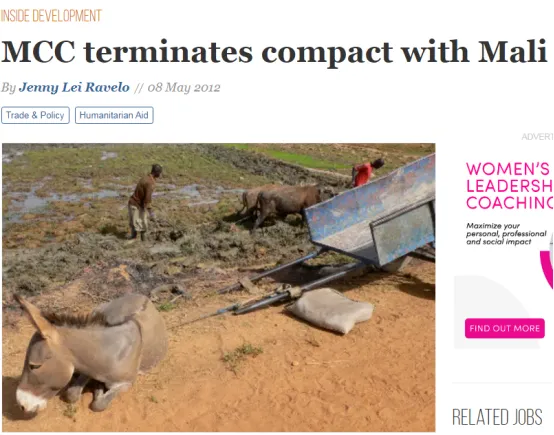 INSIDE DEVELOPMENT
MCC terminates compact with Mali
By Jenny Lei Ravelo // 08 May 2012
Trade & Policy Humanitarian Aid
ADVERT
WOMEN'S
LEADERSH
COACHING
Maximize your
personal, professional
and social impact
FIND OUT MORE
RELATED JOBS